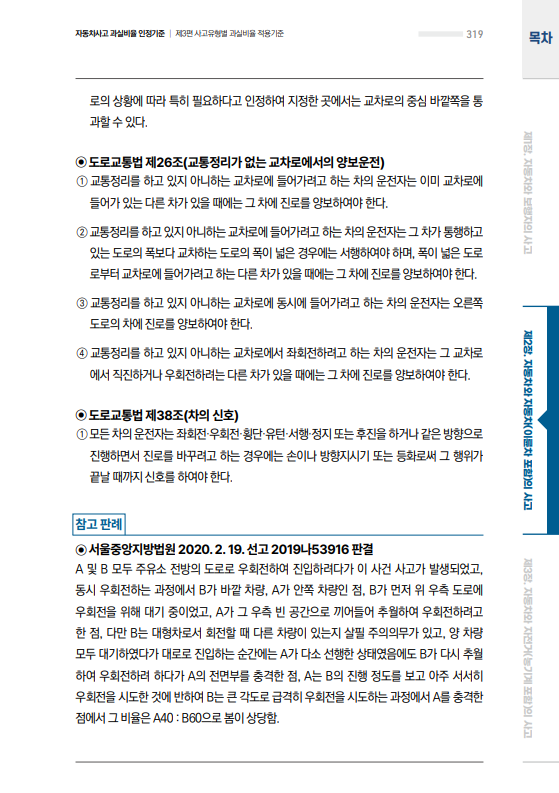 자동차사고 과실비율 인정기준 | 제3편 사고유형별 과실비율 적용기준
319
목차
로의 상황에 따라 특히 필요하다고 인정하여 지정한 곳에서는 교차로의 중심 바깥쪽을 통
과할 수 있다.
◉ 도로교통법 제26조(교통정리가 없는 교차로에서의 양보운전)
① 교통정리를 하고 있지 아니하는 교차로에 들어가려고 하는 차의 운전자는 이미 교차로에
들어가 있는 다른 차가 있을 때에는 그 차에 진로를 양보하여야 한다.
② 교통정리를 하고 있지 아니하는 교차로에 들어가려고 하는 차의 운전자는 그 차가 통행하고
있는 도로의 폭보다 교차하는 도로의 폭이 넓은 경우에는 서행하여야 하며, 폭이 넓은 도로
로부터 교차로에 들어가려고 하는 다른 차가 있을 때에는 그 차에 진로를 양보하여야 한다.
③ 교통정리를 하고 있지 아니하는 교차로에 동시에 들어가려고 하는 차의 운전자는 오른쪽
도로의 차에 진로를 양보하여야 한다.
④ 교통정리를 하고 있지 아니하는 교차로에서 좌회전하려고 하는 차의 운전자는 그 교차로
에서 직진하거나 우회전하려는 다른 차가 있을 때에는 그 차에 진로를 양보하여야 한다.
◉ 도로교통법 제38조(차의 신호)
① 모든 차의 운전자는 좌회전·우회전·횡단·유턴·서행·정지 또는 후진을 하거나 같은 방향으로
진행하면서 진로를 바꾸려고 하는 경우에는 손이나 방향지시기 또는 등화로써 그 행위가
끝날 때까지 신호를 하여야 한다.
참고 판례
◉ 서울중앙지방법원 2020. 2. 19. 선고 2019나53916 판결
A 및 B 모두 주유소 전방의 도로로 우회전하여 진입하려다가 이 사건 사고가 발생되었고,
동시 우회전하는 과정에서 B가 바깥 차량, A가 안쪽 차량인 점, B가 먼저 위 우측 도로에
우회전을 위해 대기 중이었고, A가 그 우측 빈 공간으로 끼어들어 추월하여 우회전하려고
한 점, 다만 B는 대형차로서 회전할 때 다른 차량이 있는지 살필 주의의무가 있고, 양 차량
모두 대기하였다가 대로로 진입하는 순간에는 A가 다소 선행한 상태였음에도 B가 다시 추월
하여 우회전하려 하다가 A의 전면부를 충격한 점, A는 B의 진행 정도를 보고 아주 서서히
우회전을 시도한 것에 반하여 B는 큰 각도로 급격히 우회전을 시도하는 과정에서 A를 충격한
점에서 그 비율은 A40 : B60으로 봄이 상당함.
제1장. 자동차와 보행자의 사고
제2장. 자동차와 자동차(이륜차 포함)의 사고
제3장. 자동차와 자전거(농기계 포함)의 사고